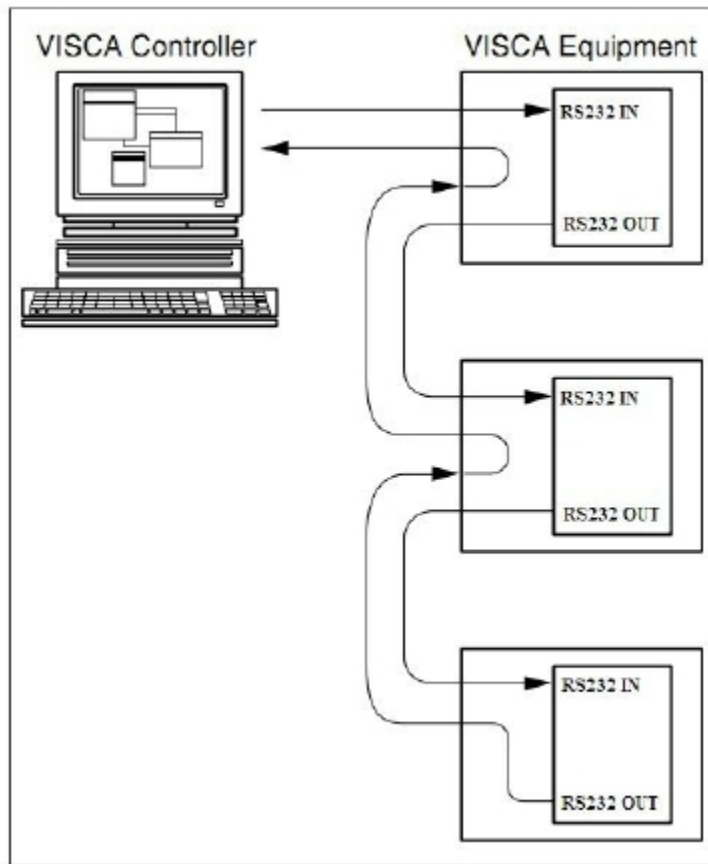 VISCA Controller
VISCA Equipment
RS232 IN
RS232 OUT
RS232 IN
RS232 OUT
RS232 IN
RS232 OUT